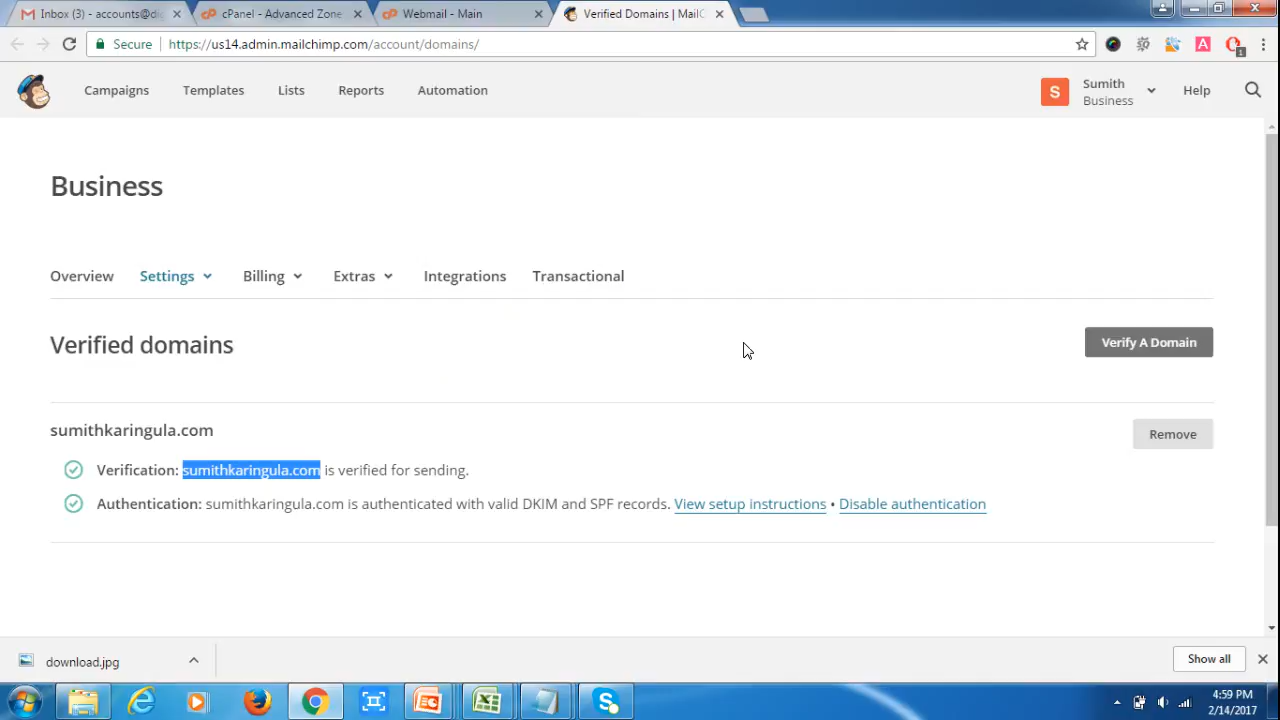 Inbox (3) - accounts@di
cPanel - Advanced Zone
Webmail - Main
Verified Domains | MailC
Secure
https://us14.admin.mailchimp.com/account/domains/
A
1
Campaigns
Templates
Lists
Reports
Automation
S
Sumith
Business
Help
Business
Overview
Settings
Billing
Extras
Integrations
Transactional
Verified domains
Verify A Domain
sumithkaringula.com
Remove
Verification: sumithkaringula.com is verified for sending.
Authentication: sumithkaringula.com is authenticated with valid DKIM and SPF records. View setup instructions • Disable authentication
download.jpg
Show all
4:59 PM
2/14/2017